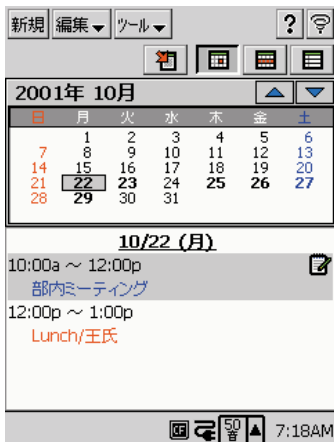 新規 編集 ツール ?
2001年 10月
日 月 火 水 木 金 土
1 2 3 4 5 6
7 8 9 10 11 12 13
14 15 16 17 18 19 20
21 22 23 24 25 26 27
28 29 30 31
10/22 (月)
10:00a ～ 12:00p
部内ミーティング
12:00p ～ 1:00p
Lunch/王氏
CF 50音 7:18AM